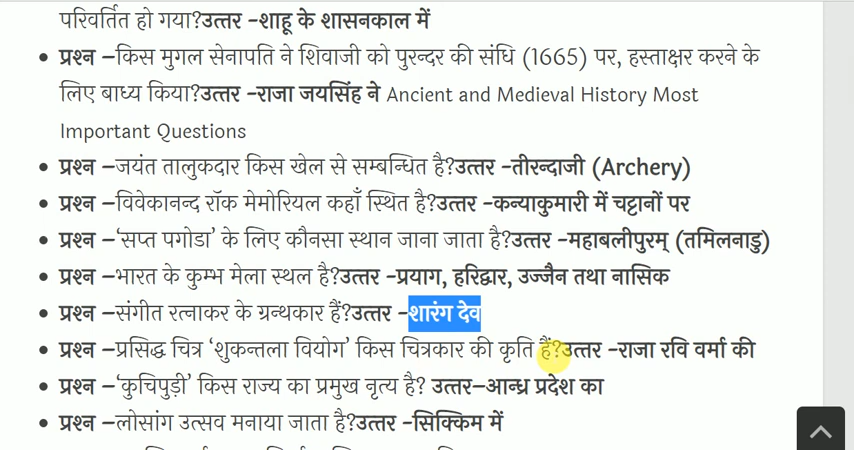 परिवर्तित हो गया?उत्तर –शाहू के शासनकाल में
प्रश्न –किस मुगल सेनापति ने शिवाजी को पुरन्दर की संधि (1665) पर, हस्ताक्षर करने के
लिए बाध्य किया?उत्तर –राजा जयसिंह ने Ancient and Medieval History Most
Important Questions
प्रश्न –जयंत तालुकदार किस खेल से सम्बन्धित है?उत्तर –तीरन्दाजी (Archery)
प्रश्न –विवेकानन्द रॉक मेमोरियल कहाँ स्थित है?उत्तर –कन्याकुमारी में चट्टानों पर
प्रश्न –‘सप्त पगोडा’ के लिए कौनसा स्थान जाना जाता है?उत्तर –महाबलीपुरम् (तमिलनाडु)
प्रश्न –भारत के कुम्भ मेला स्थल है?उत्तर –प्रयाग, हरिद्वार, उज्जैन तथा नासिक
प्रश्न –संगीत रत्नाकर के ग्रन्थकार हैं?उत्तर –शारंग देव
प्रश्न –प्रसिद्ध चित्र ‘शुकन्तला वियोग’ किस चित्रकार की कृति हैं?उत्तर –राजा रवि वर्मा की
प्रश्न –‘कुचिपुड़ी’ किस राज्य का प्रमुख नृत्य है? उत्तर–आन्ध्र प्रदेश का
प्रश्न –लोसांग उत्सव मनाया जाता है?उत्तर –सिक्किम में